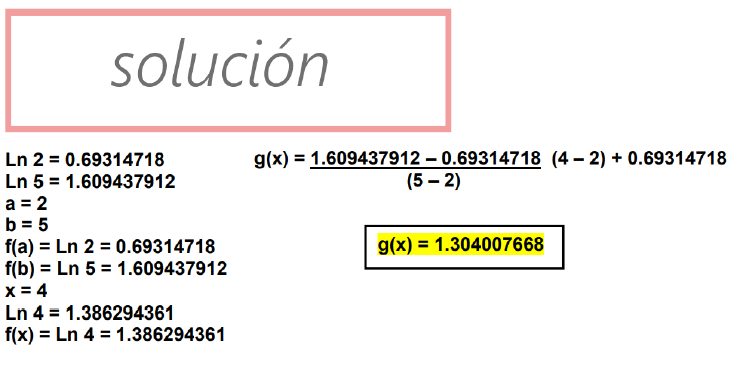 solución
Ln 2 = 0.69314718
Ln 5 = 1.609437912
a = 2
b = 5
f(a) = Ln 2 = 0.69314718
f(b) = Ln 5 = 1.609437912
x = 4
Ln 4 = 1.386294361
f(x) = Ln 4 = 1.386294361
g(x) = 1.609437912 – 0.69314718 (4 – 2) + 0.69314718
(5 – 2)
g(x) = 1.304007668